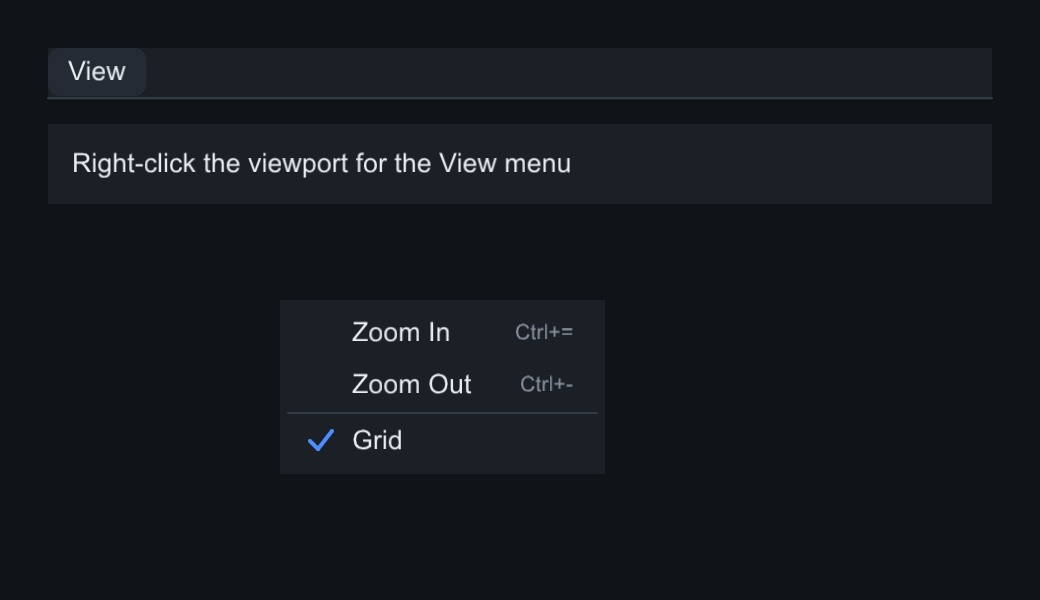 View
Right-click the viewport for the View menu
Zoom In Ctrl+=
Zoom Out Ctrl+-
Grid